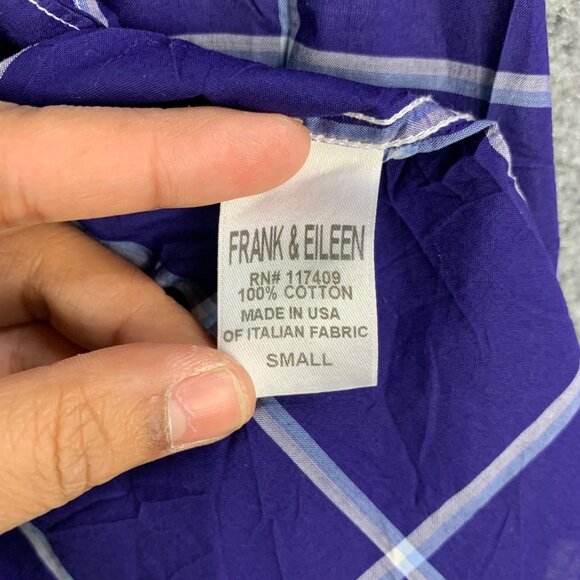 FRANK & EILEEN
RN# 117409
100% COTTON
MADE IN USA
OF ITALIAN FABRIC
SMALL